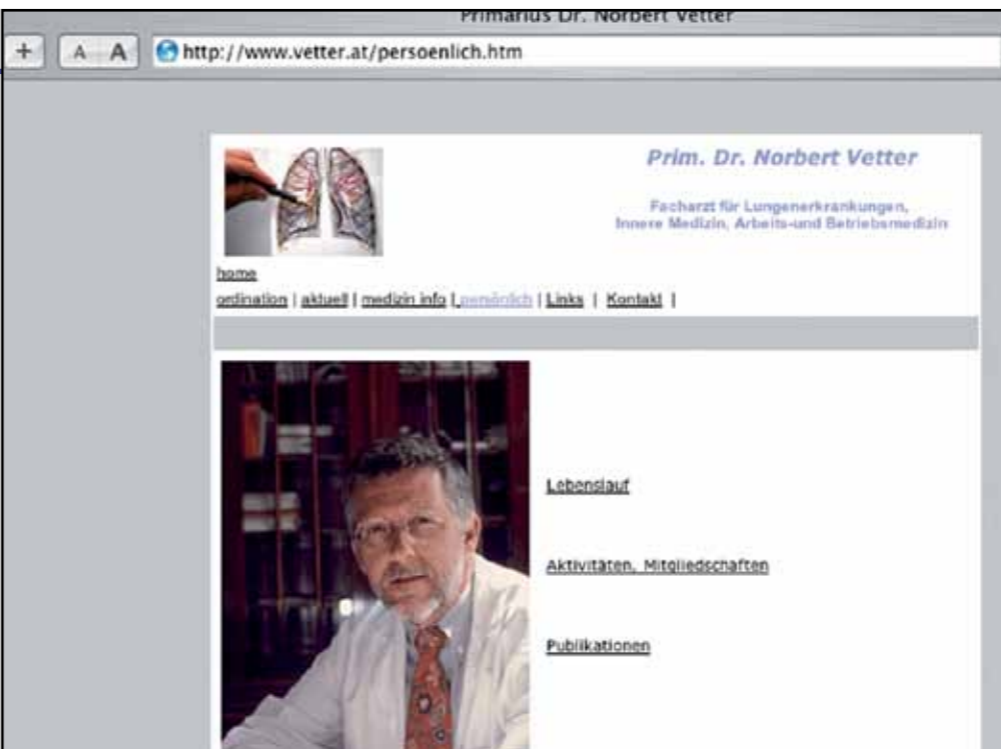 Primarius Dr. Norbert Vetter
+ A A http://www.vetter.at/persoenlich.htm
Prim. Dr. Norbert Vetter
Facharzt für Lungenerkrankungen,
Innere Medizin, Arbeits-und Betriebsmedizin
home
ordination | aktuell | medizin info | persönlich | Links | Kontakt |
Lebenslauf
Aktivitäten, Mitgliedschaften
Publikationen